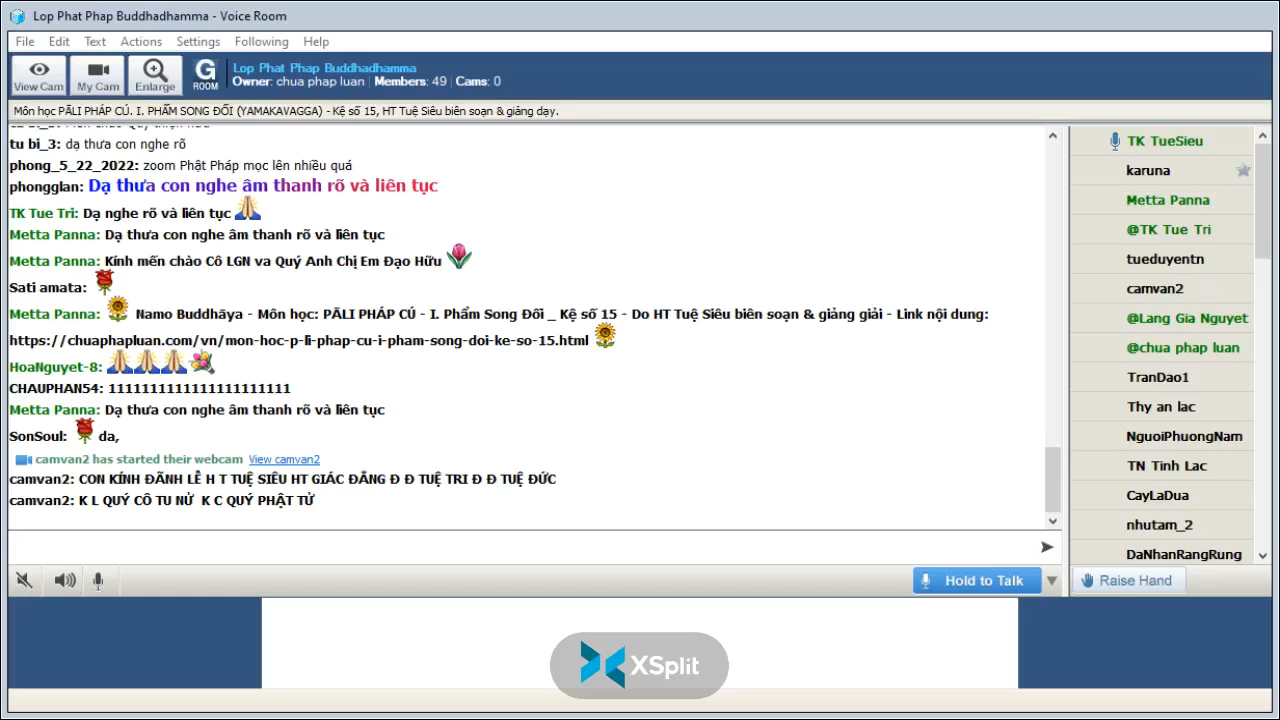 Lop Phat Phap Buddhadhamma - Voice Room
File Edit Text Actions Settings Following Help
View Cam My Cam Enlarge G ROOM
Lop Phat Phap Buddhadhamma
Owner: chua phap luan | Members: 49 | Cams: 0
Môn học PĀLI PHÁP CÚ. I. PHẨM SONG ĐỐI (YAMAKAVAGGA) - Kệ số 15, HT Tuệ Siêu biên soạn & giảng dạy.
tu bi_3: dạ thưa con nghe rõ
phong_5_22_2022: zoom Phật Pháp mọc lên nhiều quá
phongglan: Dạ thưa con nghe âm thanh rõ và liên tục
TK Tue Tri: Dạ nghe rõ và liên tục
Metta Panna: Dạ thưa con nghe âm thanh rõ và liên tục
Metta Panna: Kính mến chào Cô LGN va Quý Anh Chị Em Đạo Hữu
Sati amata:
Metta Panna: Namo Buddhāya - Môn học: PĀLI PHÁP CÚ - I. Phẩm Song Đối _ Kệ số 15 - Do HT Tuệ Siêu biên soạn & giảng giải - Link nội dung:
https://chuaphapluan.com/vn/mon-hoc-p-li-phap-cu-i-pham-song-doi-ke-so-15.html
HoaNguyet-8:
CHAUPHAN54: 1111111111111111111111
Metta Panna: Dạ thưa con nghe âm thanh rõ và liên tục
SonSoul: da,
camvan2 has started their webcam View camvan2
camvan2: CON KÍNH ĐÃNH LỄ H T TUỆ SIÊU HT GIÁC ĐẲNG Đ Đ TUỆ TRI Đ Đ TUỆ ĐỨC
camvan2: K L QUÝ CÔ TU NỬ K C QUÝ PHẬT TỬ
TK TueSieu
karuna
Metta Panna
@TK Tue Tri
tueduyentn
camvan2
@Lang Gia Nguyet
@chua phap luan
TranDao1
Thy an lac
NguoiPhuongNam
TN Tinh Lac
CayLaDua
nhutam_2
DaNhanRangRung
Hold to Talk
Raise Hand
XSplit